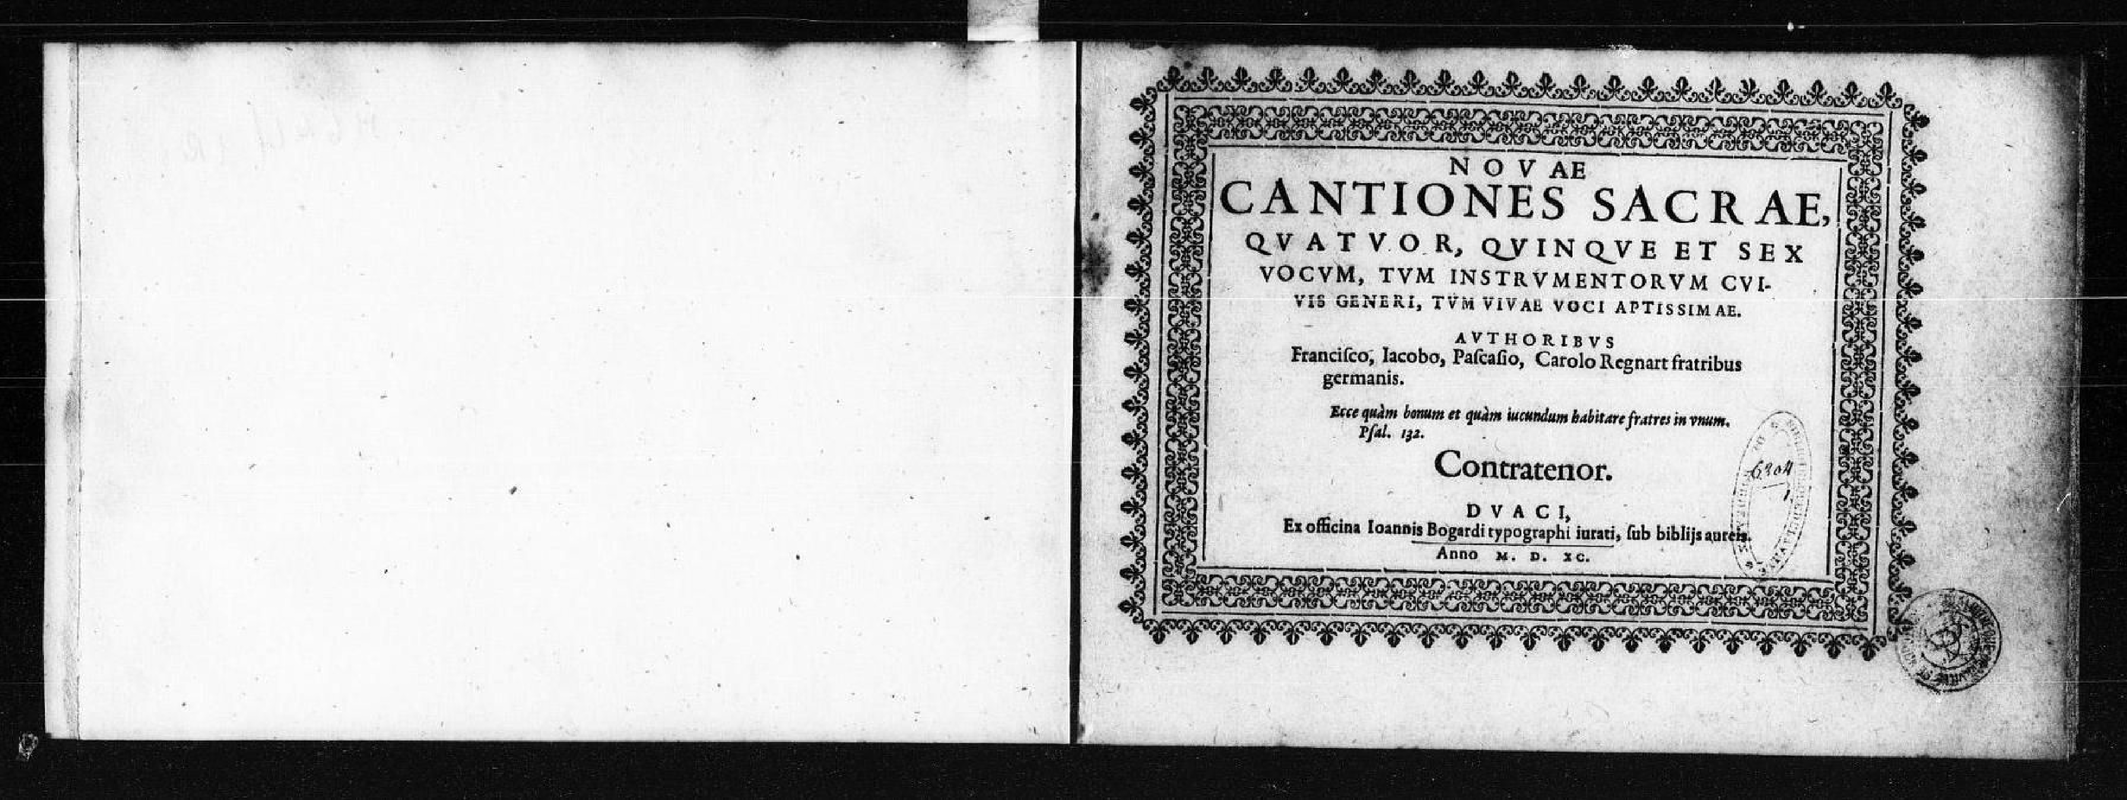 NOVAE
CANTIONES SACRAE,
QVATVOR, QVINQVE ET SEX
VOCVM, TVM INSTRVMENTORVM CVI-
VIS GENERI, TVM VIVAE VOCI APTISSIMAE.
AVTHORIBVS
Franciſco, Iacobo, Paſcaſio, Carolo Regnart fratribus
germanis.
Ecce quàm bonum et quàm iucundum habitare fratres in vnum.
Pſal. 132.
Contratenor.
DVACI,
Ex officina Ioannis Bogardi typographi iurati, ſub biblijs aureis.
Anno M. D. XC.
6304